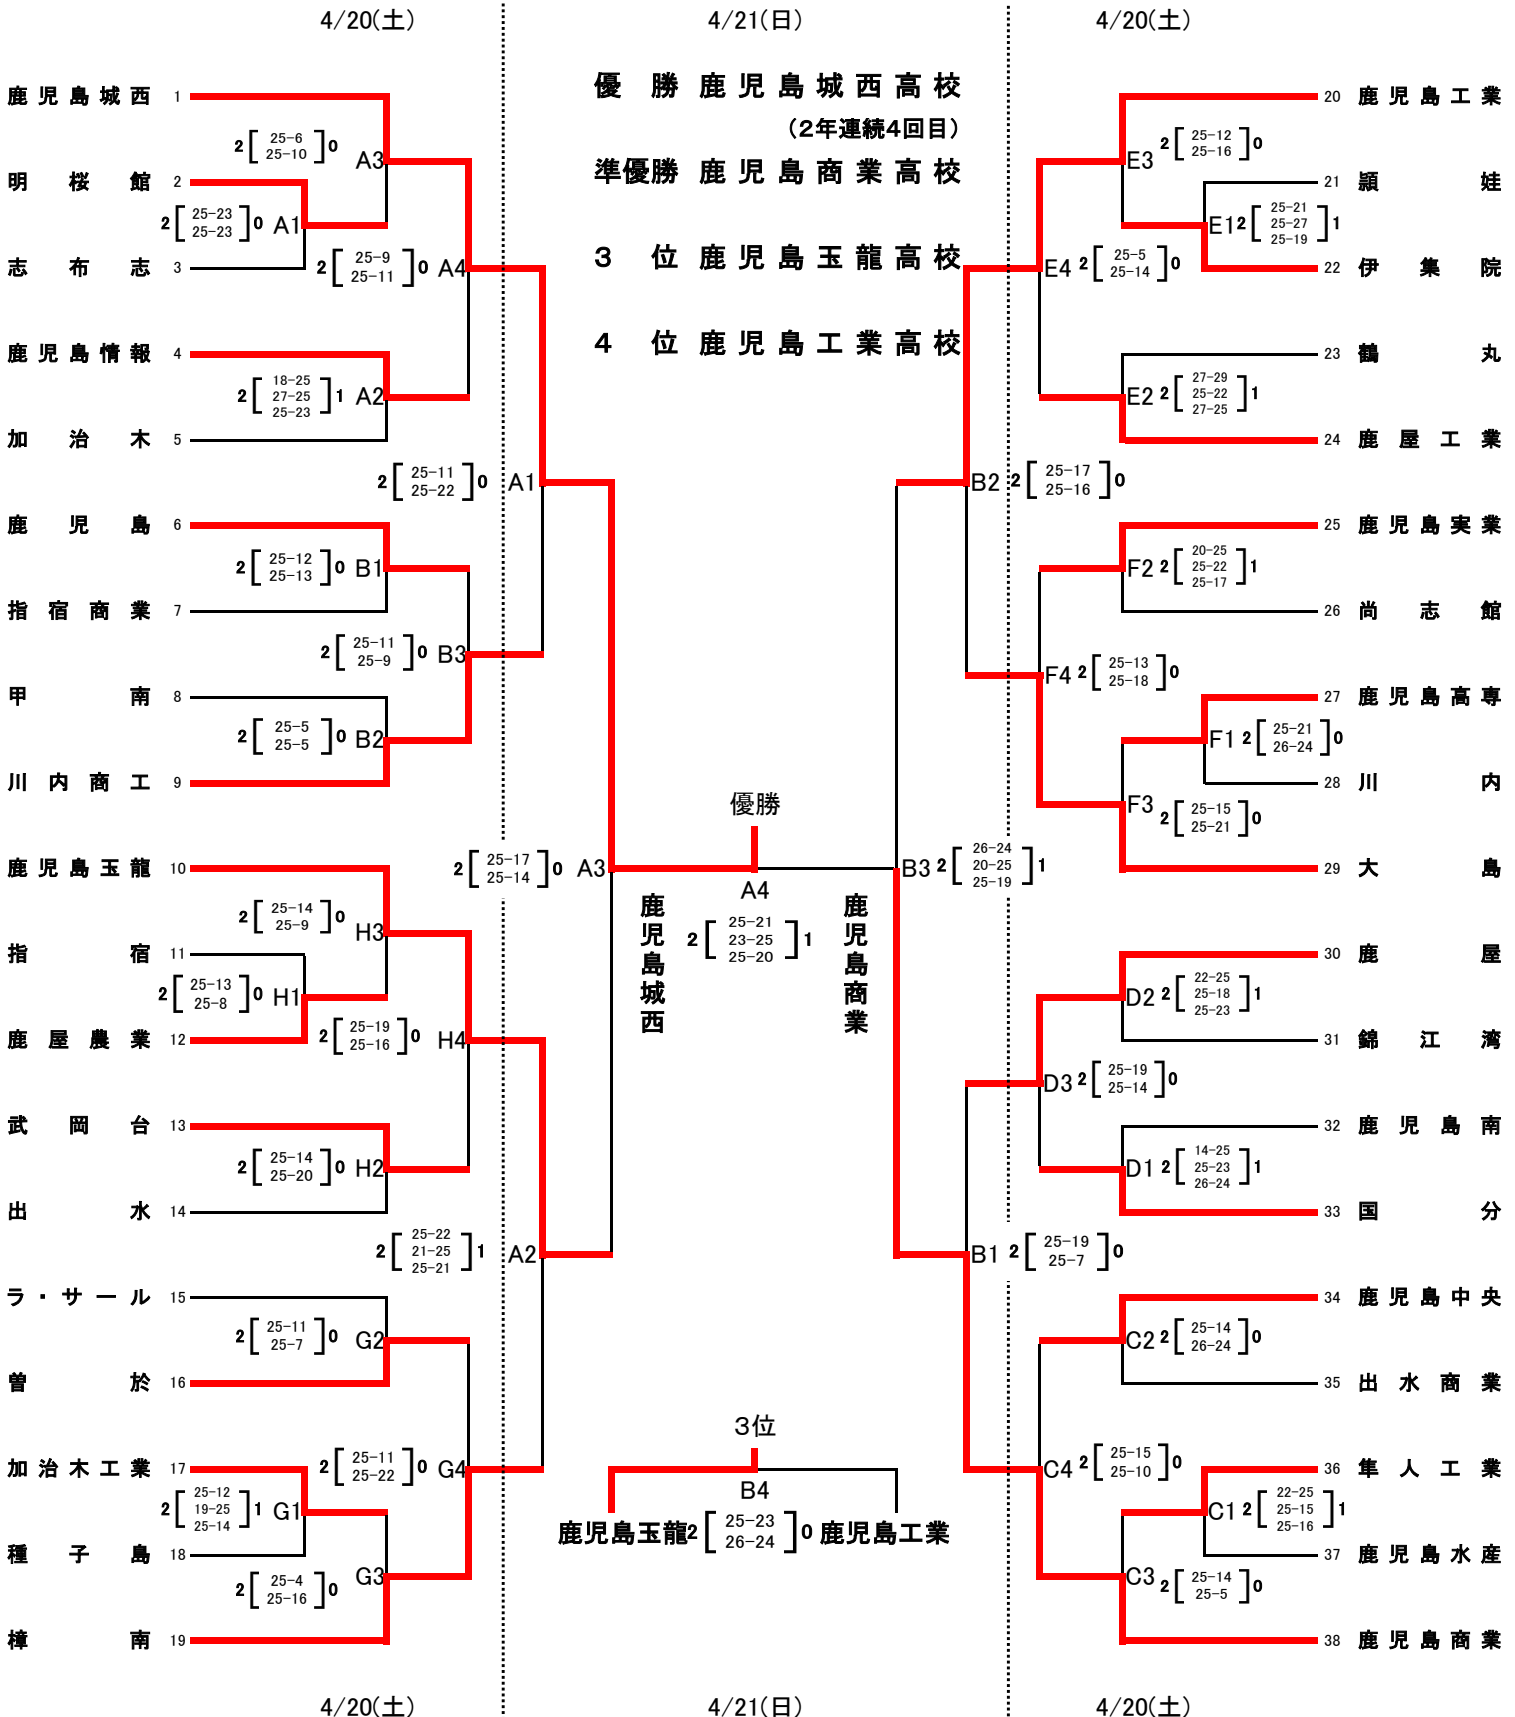 4/20(土) 4/21(日) 4/20(土)
優勝 鹿児島城西高校
(2年連続4回目)
準優勝 鹿児島商業高校
3位 鹿児島玉龍高校
4位 鹿児島工業高校
鹿児島城西 1
2[25-6 25-10]0 A3
明桜館 2
2[25-23 25-23]0 A1
志布志 3
2[25-9 25-11]0 A4
鹿児島情報 4
2[18-25 27-25 25-23]1 A2
加治木 5
2[25-11 25-22]0 A1
鹿児島 6
2[25-12 25-13]0 B1
指宿商業 7
2[25-11 25-9]0 B3
甲南 8
2[25-5 25-5]0 B2
川内商工 9
2[25-17 25-14]0 A3
鹿児島玉龍 10
2[25-14 25-9]0 H3
指宿 11
2[25-13 25-8]0 H1
鹿屋農業 12
2[25-19 25-16]0 H4
武岡台 13
2[25-14 25-20]0 H2
出水 14
2[25-22 21-25 25-21]1 A2
ラ・サール 15
2[25-11 25-7]0 G2
曽於 16
2[25-11 25-22]0 G4
加治木工業 17
2[25-12 19-25 25-14]1 G1
種子島 18
2[25-4 25-16]0 G3
樟南 19
優勝
A4
鹿児島城西
2[25-21 23-25 25-20]1
鹿児島商業
3位
B4
鹿児島玉龍 2[25-23 26-24]0 鹿児島工業
20 鹿児島工業
E3 2[25-12 25-16]0
21 頴娃
E1 2[25-21 25-27 25-19]1
22 伊集院
E4 2[25-5 25-14]0
23 鶴丸
E2 2[27-29 25-22 27-25]1
24 鹿屋工業
B2 2[25-17 25-16]0
25 鹿児島実業
F2 2[20-25 25-22 25-17]1
26 尚志館
F4 2[25-13 25-18]0
27 鹿児島高専
F1 2[25-21 26-24]0
28 川内
F3 2[25-15 25-21]0
29 大島
B3 2[26-24 20-25 25-19]1
30 鹿屋
D2 2[22-25 25-18 25-23]1
31 錦江湾
D3 2[25-19 25-14]0
32 鹿児島南
D1 2[14-25 25-23 26-24]1
33 国分
B1 2[25-19 25-7]0
34 鹿児島中央
C2 2[25-14 26-24]0
35 出水商業
C4 2[25-15 25-10]0
36 隼人工業
C1 2[22-25 25-15 25-16]1
37 鹿児島水産
C3 2[25-14 25-5]0
38 鹿児島商業
4/20(土) 4/21(日) 4/20(土)